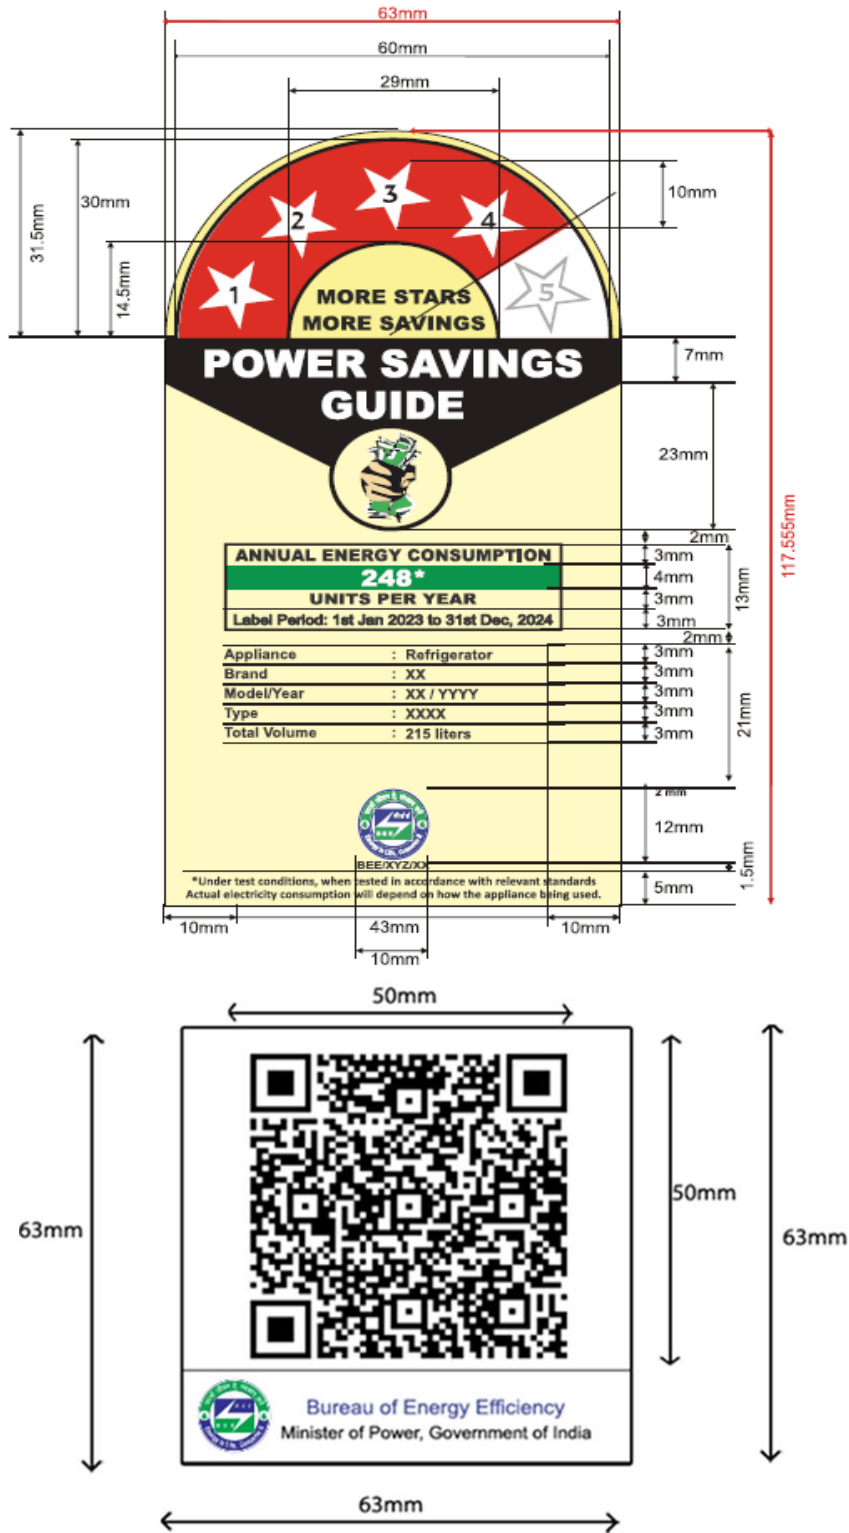 63mm
60mm
29mm
31.5mm
30mm
14.5mm
10mm
1
2
3
4
5
MORE STARS
MORE SAVINGS
POWER SAVINGS
GUIDE
7mm
23mm
117.555mm
2mm
ANNUAL ENERGY CONSUMPTION
3mm
248*
4mm
13mm
UNITS PER YEAR
3mm
Label Period: 1st Jan 2023 to 31st Dec, 2024
3mm
2mm
Appliance : Refrigerator
3mm
Brand : XX
3mm
Model/Year : XX / YYYY
3mm
21mm
Type : XXXX
3mm
Total Volume : 215 liters
3mm
2 mm
12mm
BEE/XYZ/XX
1.5mm
*Under test conditions, when tested in accordance with relevant standards
Actual electricity consumption will depend on how the appliance being used.
5mm
10mm
43mm
10mm
10mm
50mm
63mm
50mm
63mm
Bureau of Energy Efficiency
Minister of Power, Government of India
63mm